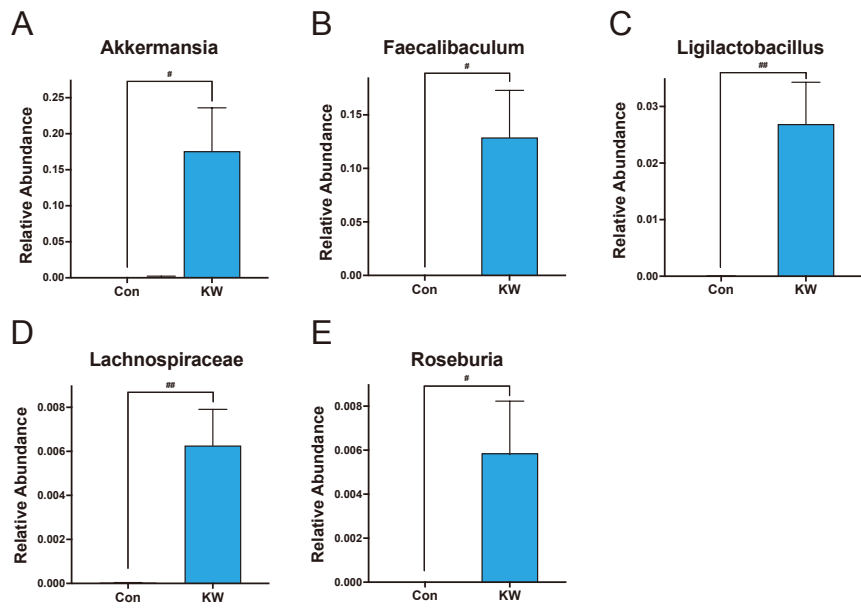 A
Akkermansia
#
Relative Abundance
0.25
0.20
0.15
0.10
0.05
0.00
Con
KW
B
Faecalibaculum
#
Relative Abundance
0.15
0.10
0.15
0.00
Con
KW
C
Ligilactobacillus
##
Relative Abundance
0.03
0.02
0.01
0.00
Con
KW
D
Lachnospiraceae
##
Relative Abundance
0.008
0.006
0.004
0.002
0.000
Con
KW
E
Roseburia
#
Relative Abundance
0.008
0.006
0.004
0.002
0.000
Con
KW